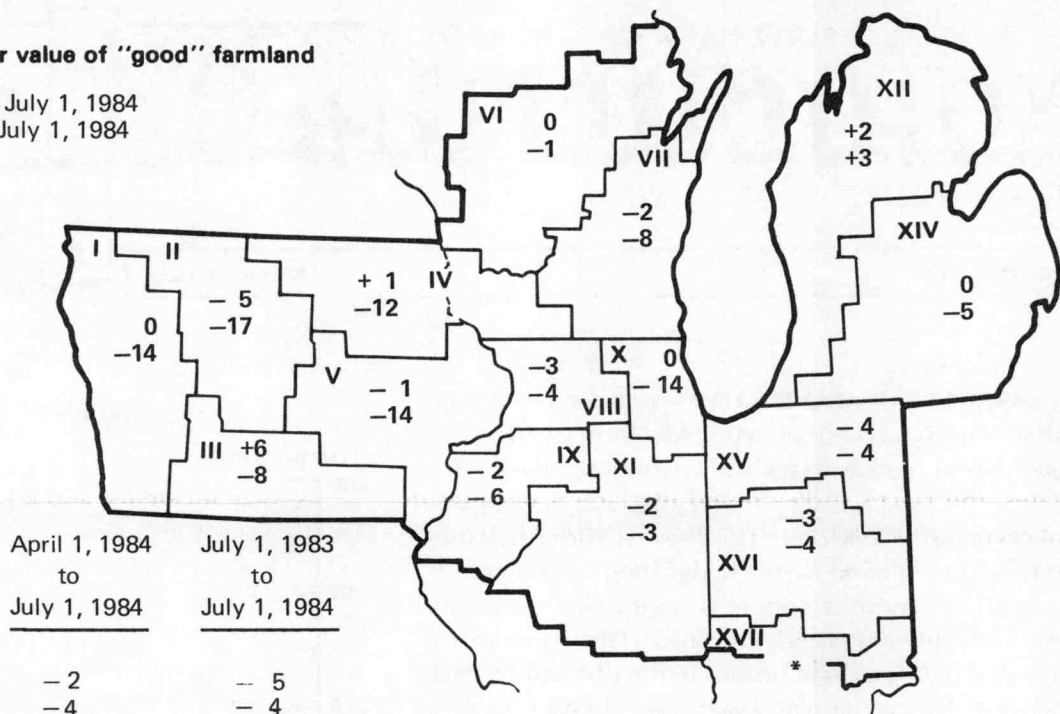 r value of "good" farmland
July 1, 1984
July 1, 1984
XII
VI
0
−1
+2
+3
VII
−2
−8
XIV
I
II
+ 1
−12
IV
− 5
−17
0
−5
0
−14
V
−3
−4
X
0
−14
− 1
−14
VIII
−4
−4
III
+6
−8
−2
−6
IX
XI
XV
−2
−3
−3
−4
April 1, 1984
July 1, 1983
to
to
XVI
July 1, 1984
July 1, 1984
XVII
*
− 2
-- 5
−4
− 4